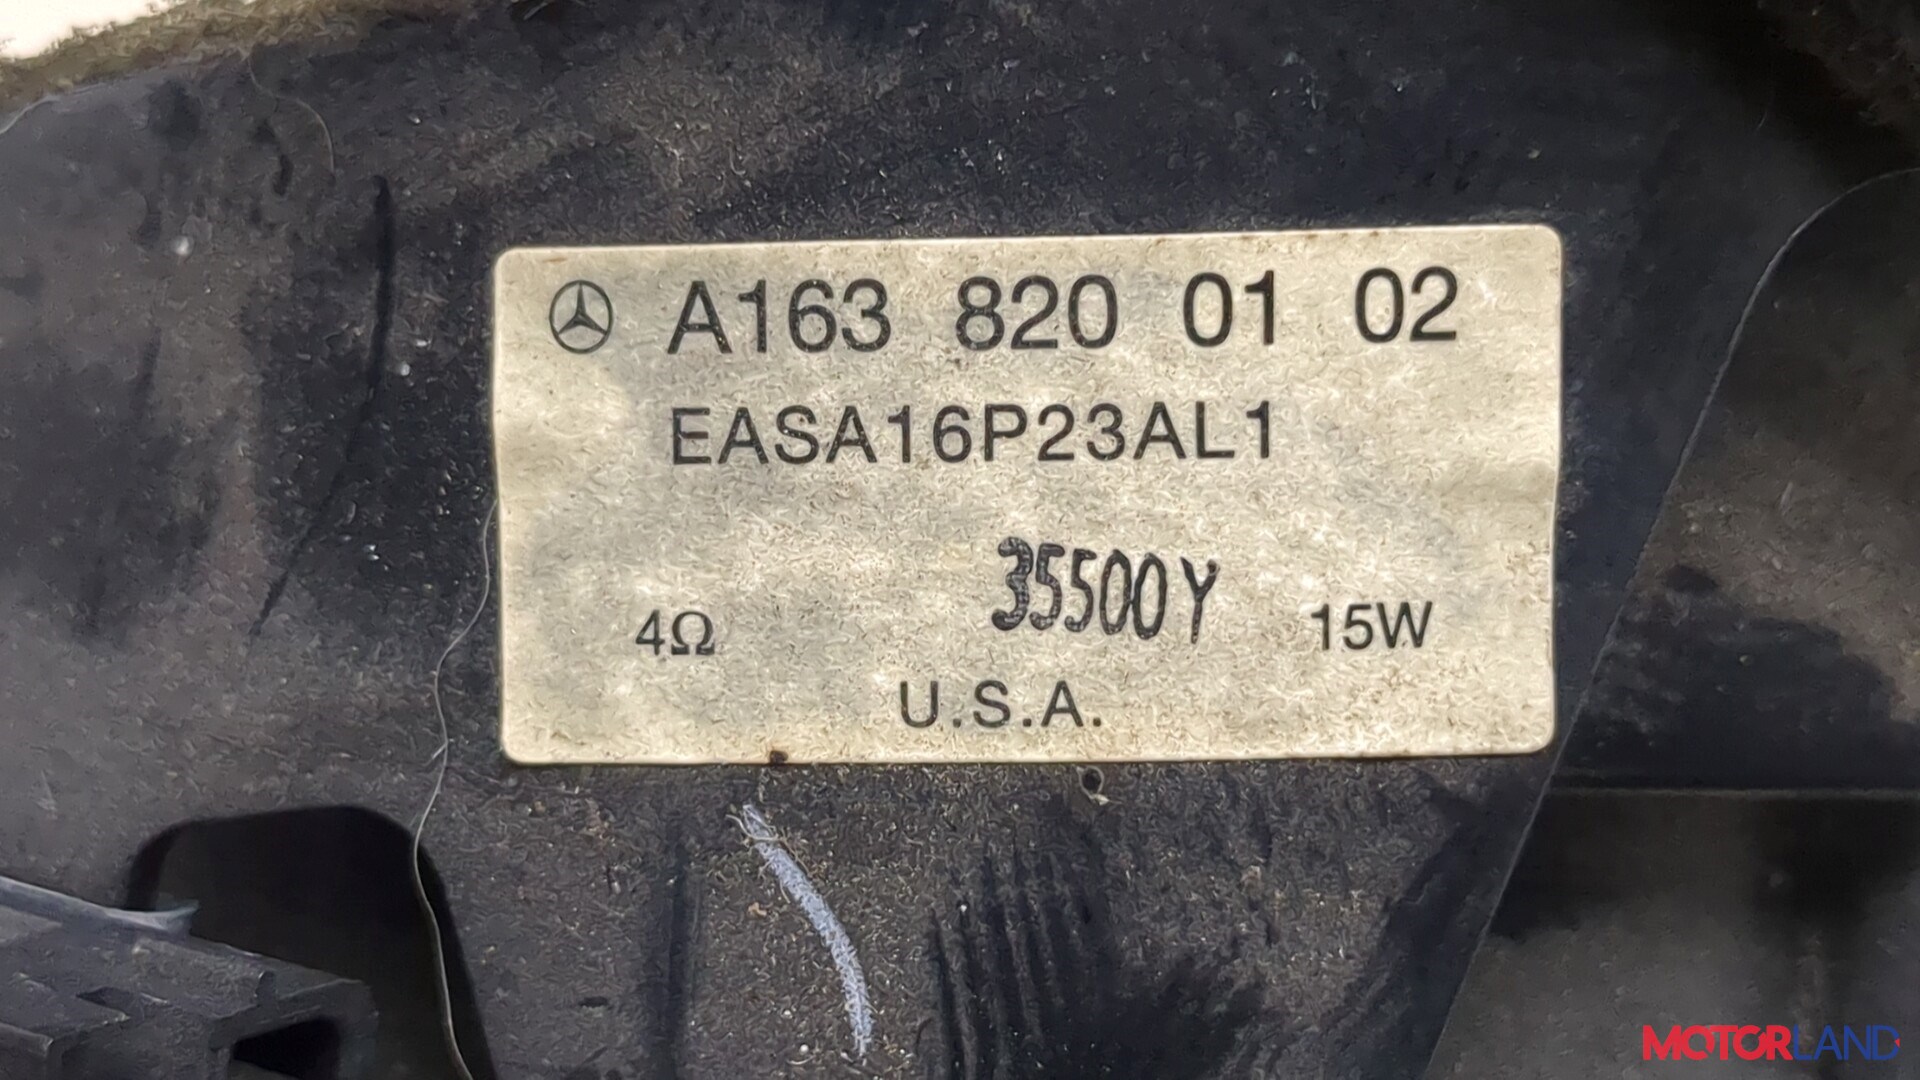 A163 820 01 02
EASA16P23AL1
35500Y
4Ω 15W
U.S.A.
MOTORLAND